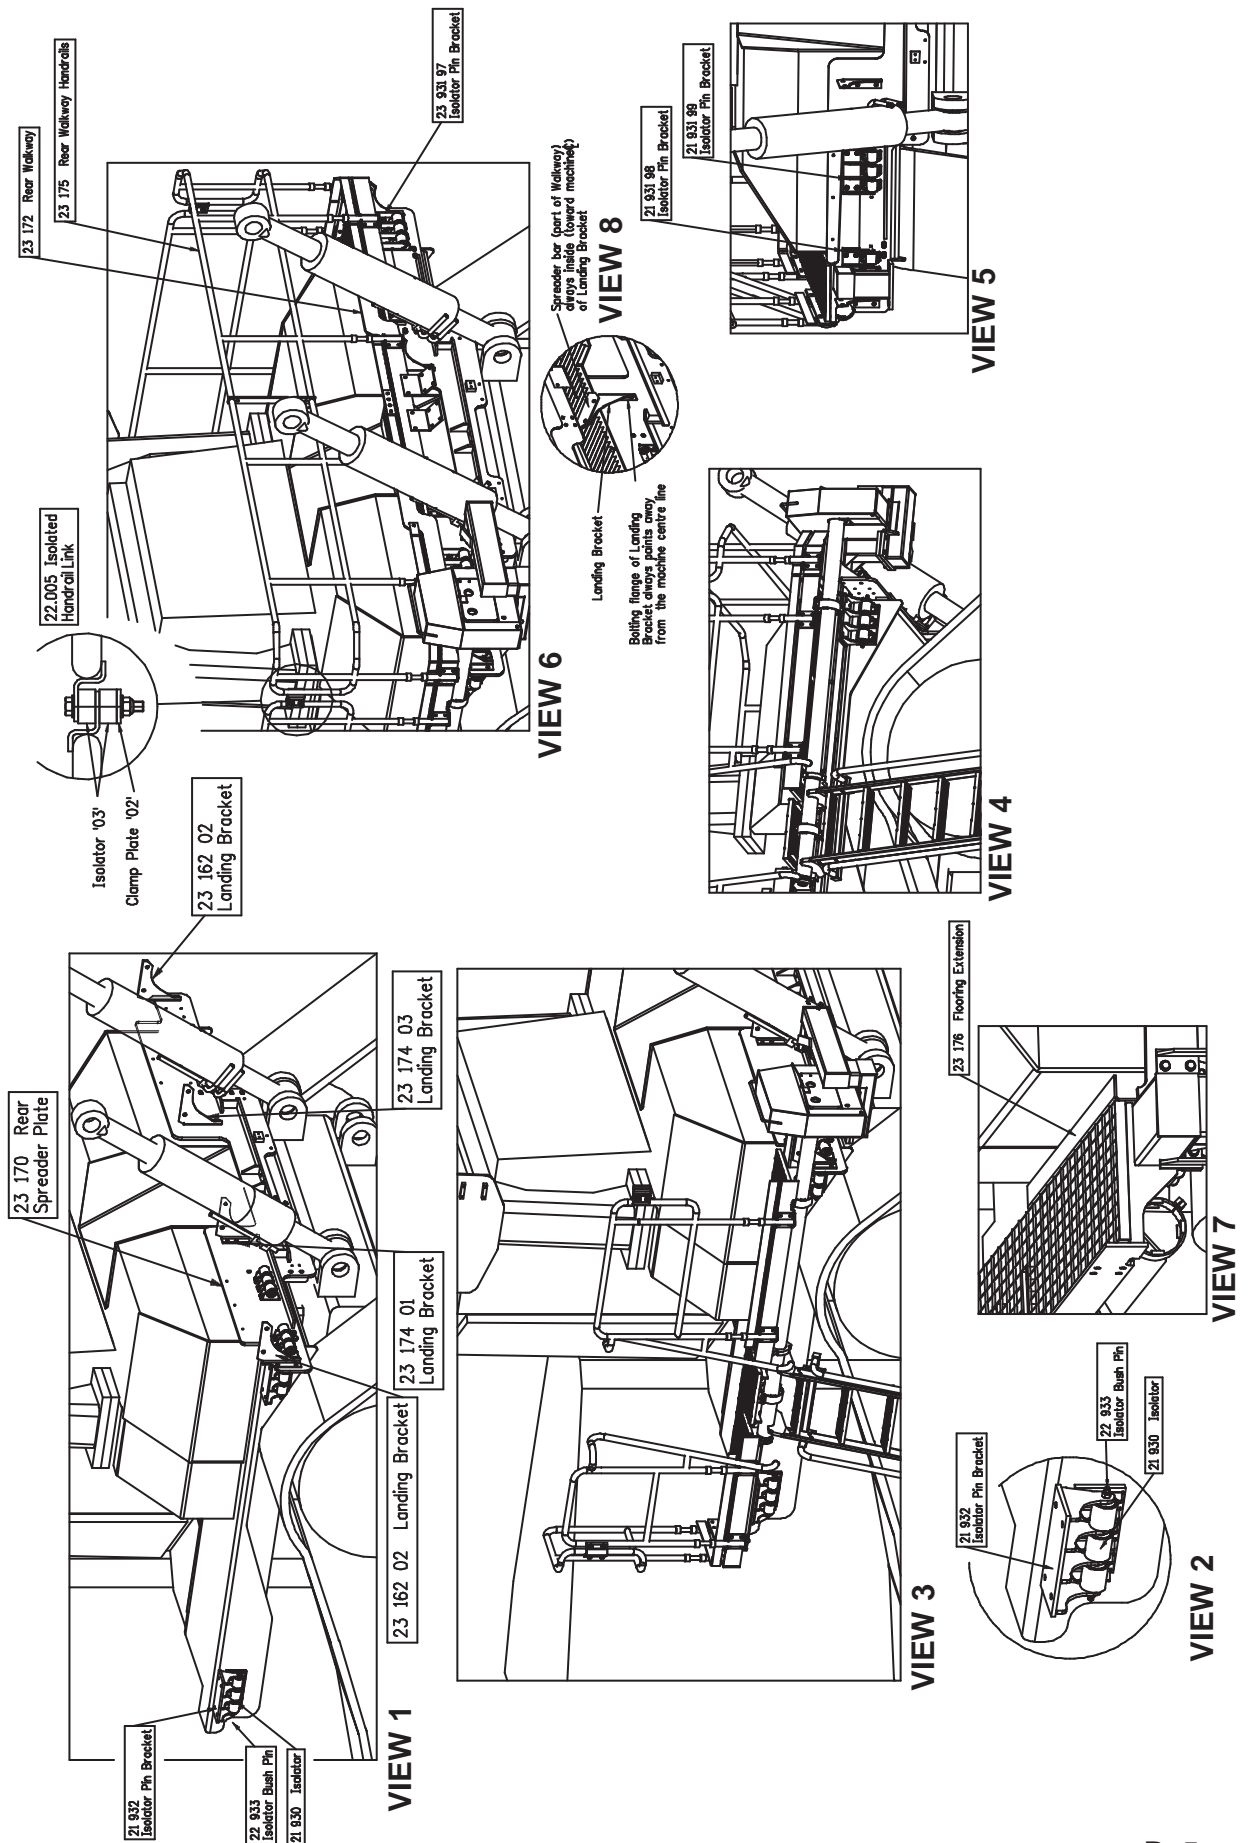 23 170 Rear
Spreader Plate
23 162 02
Landing Bracket
23 174 03
Landing Bracket
23 174 01
Landing Bracket
23 162 02 Landing Bracket
21 932
Isolator Pin Bracket
22 933
Isolator Bush Pin
21 930 Isolator
VIEW 1
22.005 Isolated
Handrail Link
Isolator '03'
Clamp Plate '02'
23 172 Rear Walkway
23 175 Rear Walkway Handrails
23 931 97
Isolator Pin Bracket
VIEW 6
Spreader bar (part of Walkway)
always inside (toward machine)
of Landing Bracket
VIEW 8
Landing Bracket
Bolting flange of Landing
Bracket always points away
from the machine centre line
VIEW 3
VIEW 4
21 931 98
Isolator Pin Bracket
21 931 99
Isolator Pin Bracket
VIEW 5
21 932
Isolator Pin Bracket
22 933
Isolator Bush Pin
21 930 Isolator
VIEW 2
23 176 Flooring Extension
VIEW 7